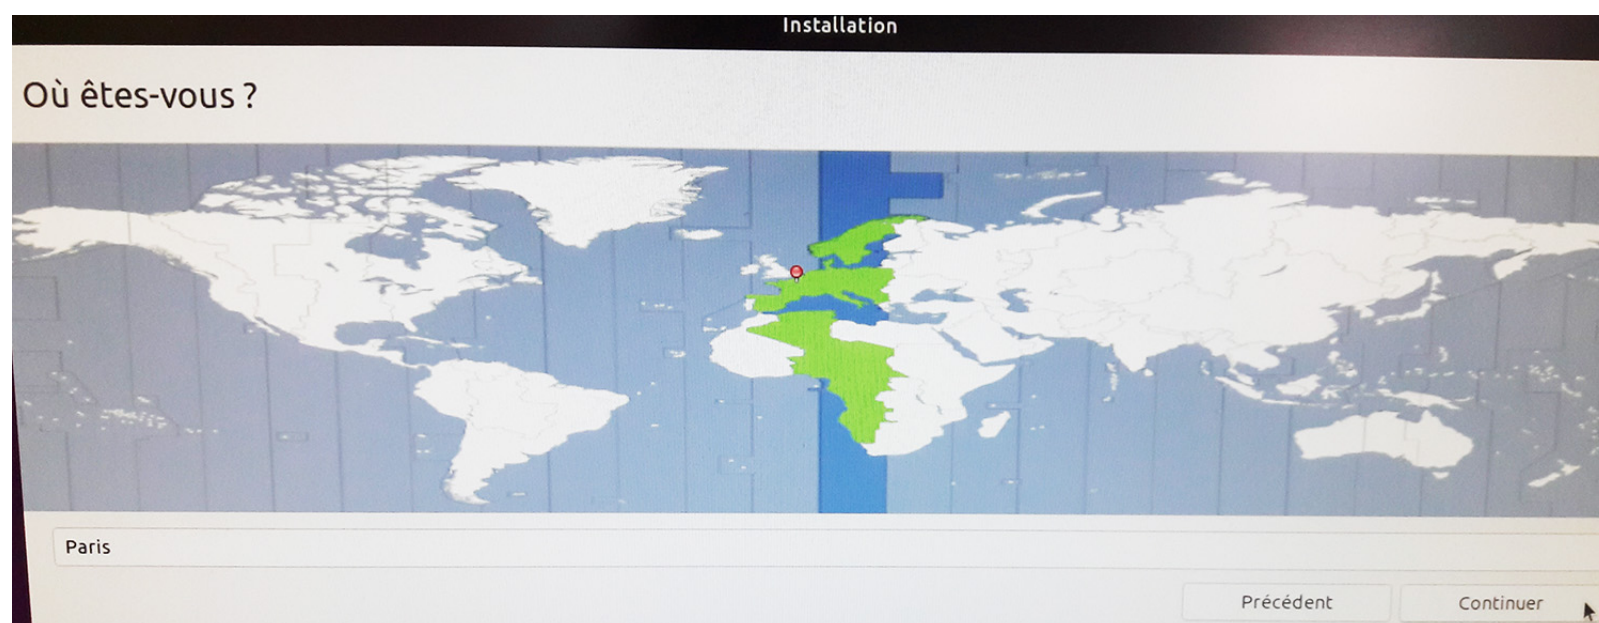 Installation
Où êtes-vous ?
Paris
Précédent
Continuer